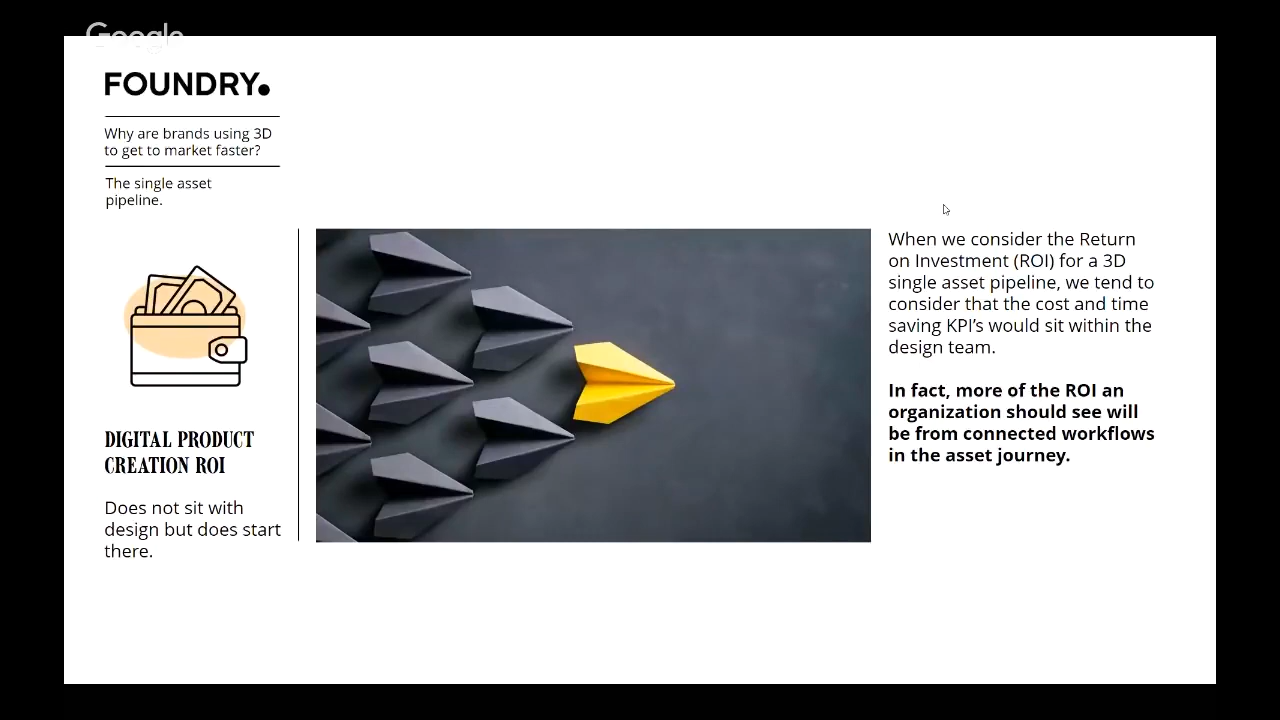 Google
FOUNDRY.
Why are brands using 3D
to get to market faster?
The single asset
pipeline.
DIGITAL PRODUCT
CREATION ROI
Does not sit with
design but does start
there.
When we consider the Return
on Investment (ROI) for a 3D
single asset pipeline, we tend to
consider that the cost and time
saving KPI’s would sit within the
design team.
In fact, more of the ROI an
organization should see will
be from connected workflows
in the asset journey.